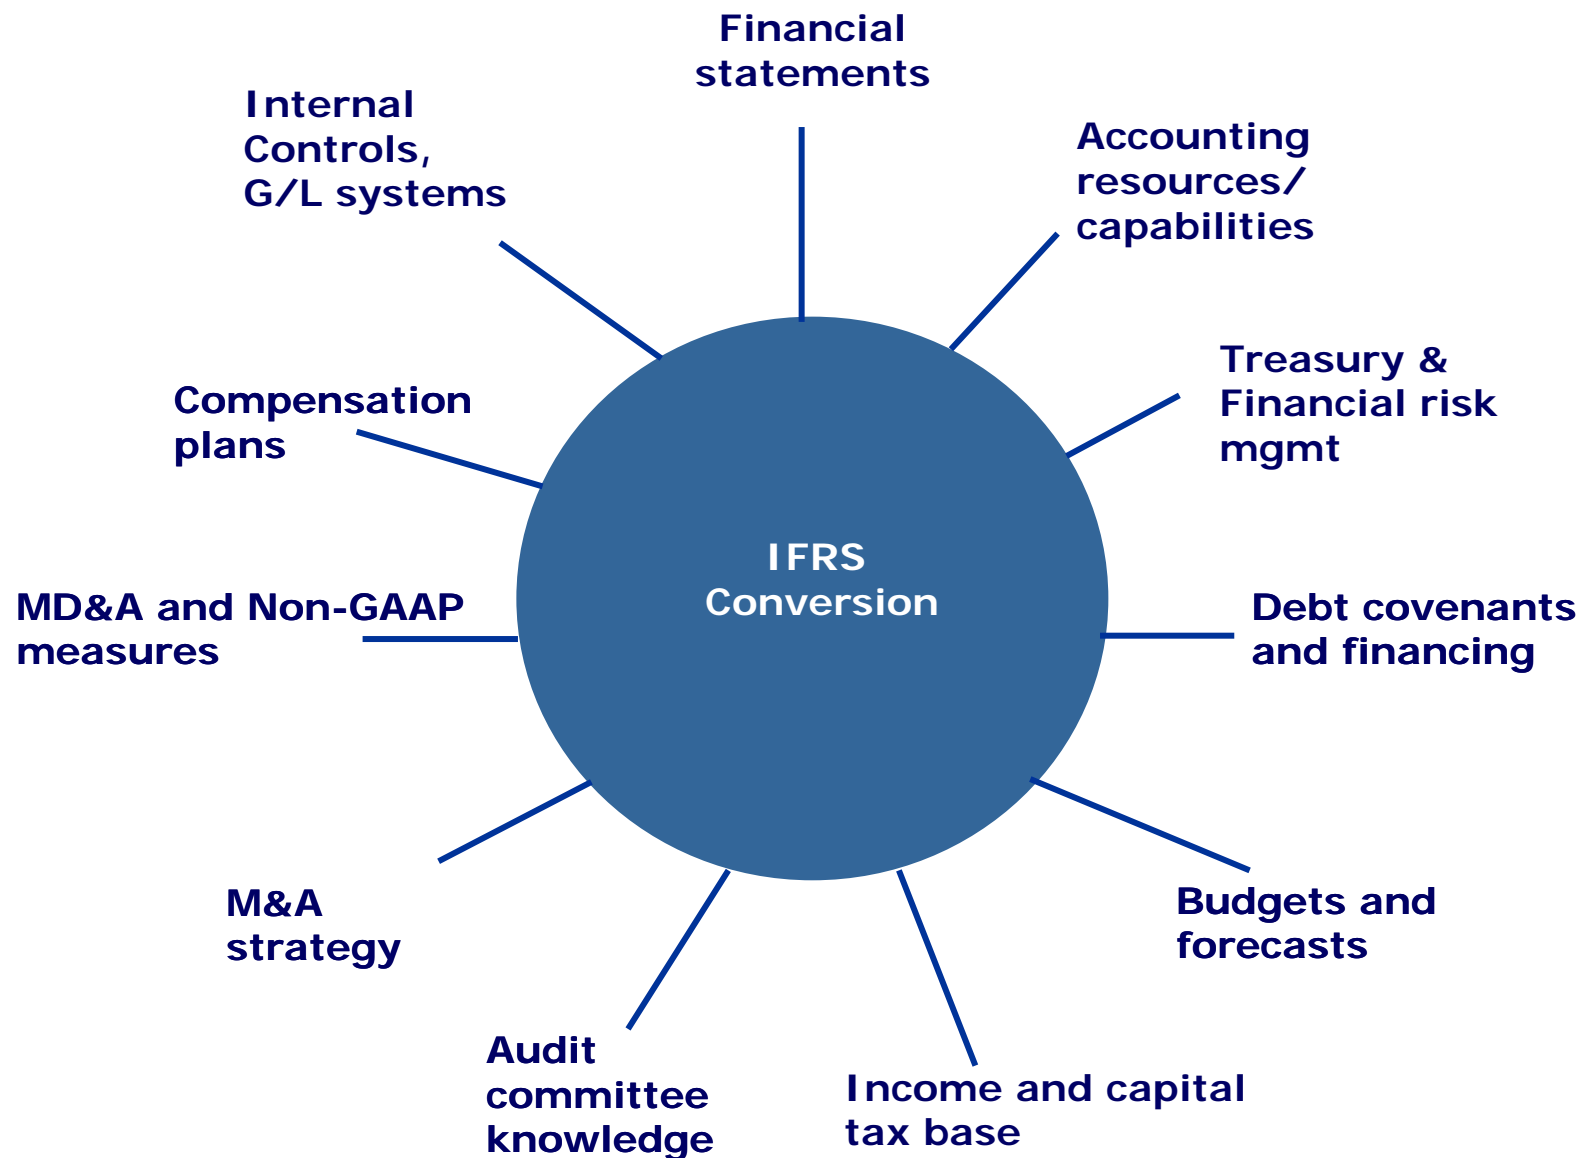 Financial
statements
Accounting
resources/
capabilities
Treasury &
Financial risk
mgmt
Debt covenants
and financing
Budgets and
forecasts
Income and capital
tax base
Audit
committee
knowledge
M&A
strategy
MD&A and Non-GAAP
measures
Compensation
plans
Internal
Controls,
G/L systems
IFRS
Conversion